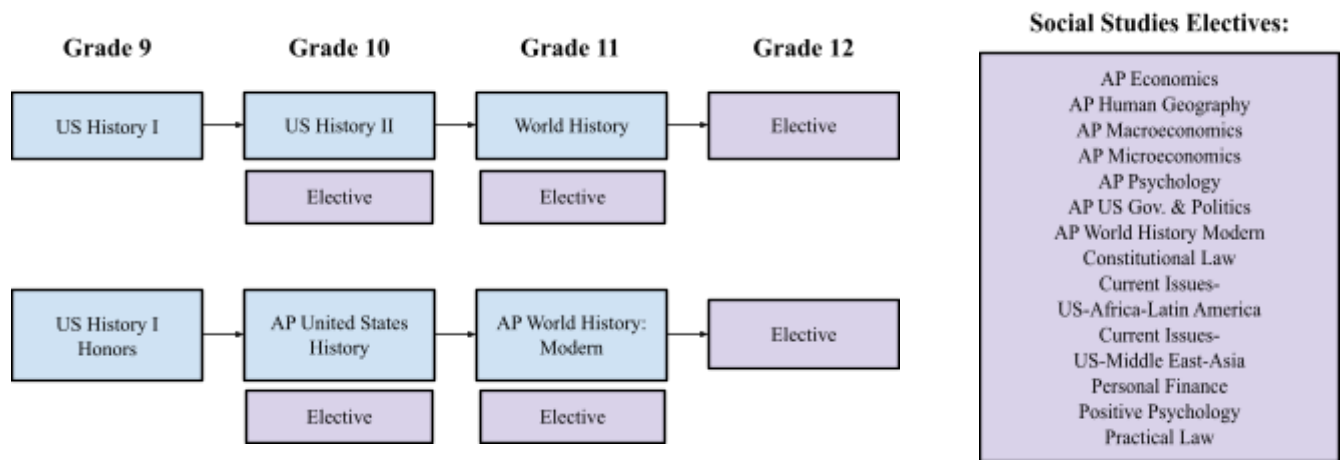 Social Studies Electives:
Grade 9
Grade 10
Grade 11
Grade 12
US History I
US History II
World History
Elective
Elective
Elective
US History I
Honors
AP United States
History
AP World History:
Modern
Elective
Elective
Elective
AP Economics
AP Human Geography
AP Macroeconomics
AP Microeconomics
AP Psychology
AP US Gov. & Politics
AP World History Modern
Constitutional Law
Current Issues-
US-Africa-Latin America
Current Issues-
US-Middle East-Asia
Personal Finance
Positive Psychology
Practical Law